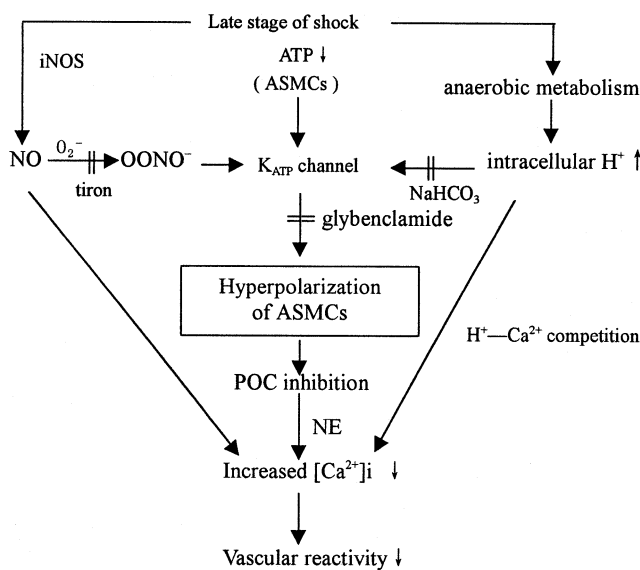 Late stage of shock
iNOS
ATP ↓
( ASMCs )
anaerobic metabolism
NO O₂⁻ OONO⁻ K_ATP channel intracellular H⁺ ↑
tiron
NaHCO₃
glybenclamide
Hyperpolarization
of ASMCs
H⁺—Ca²⁺ competition
POC inhibition
NE
Increased [Ca²⁺]i ↓
Vascular reactivity ↓